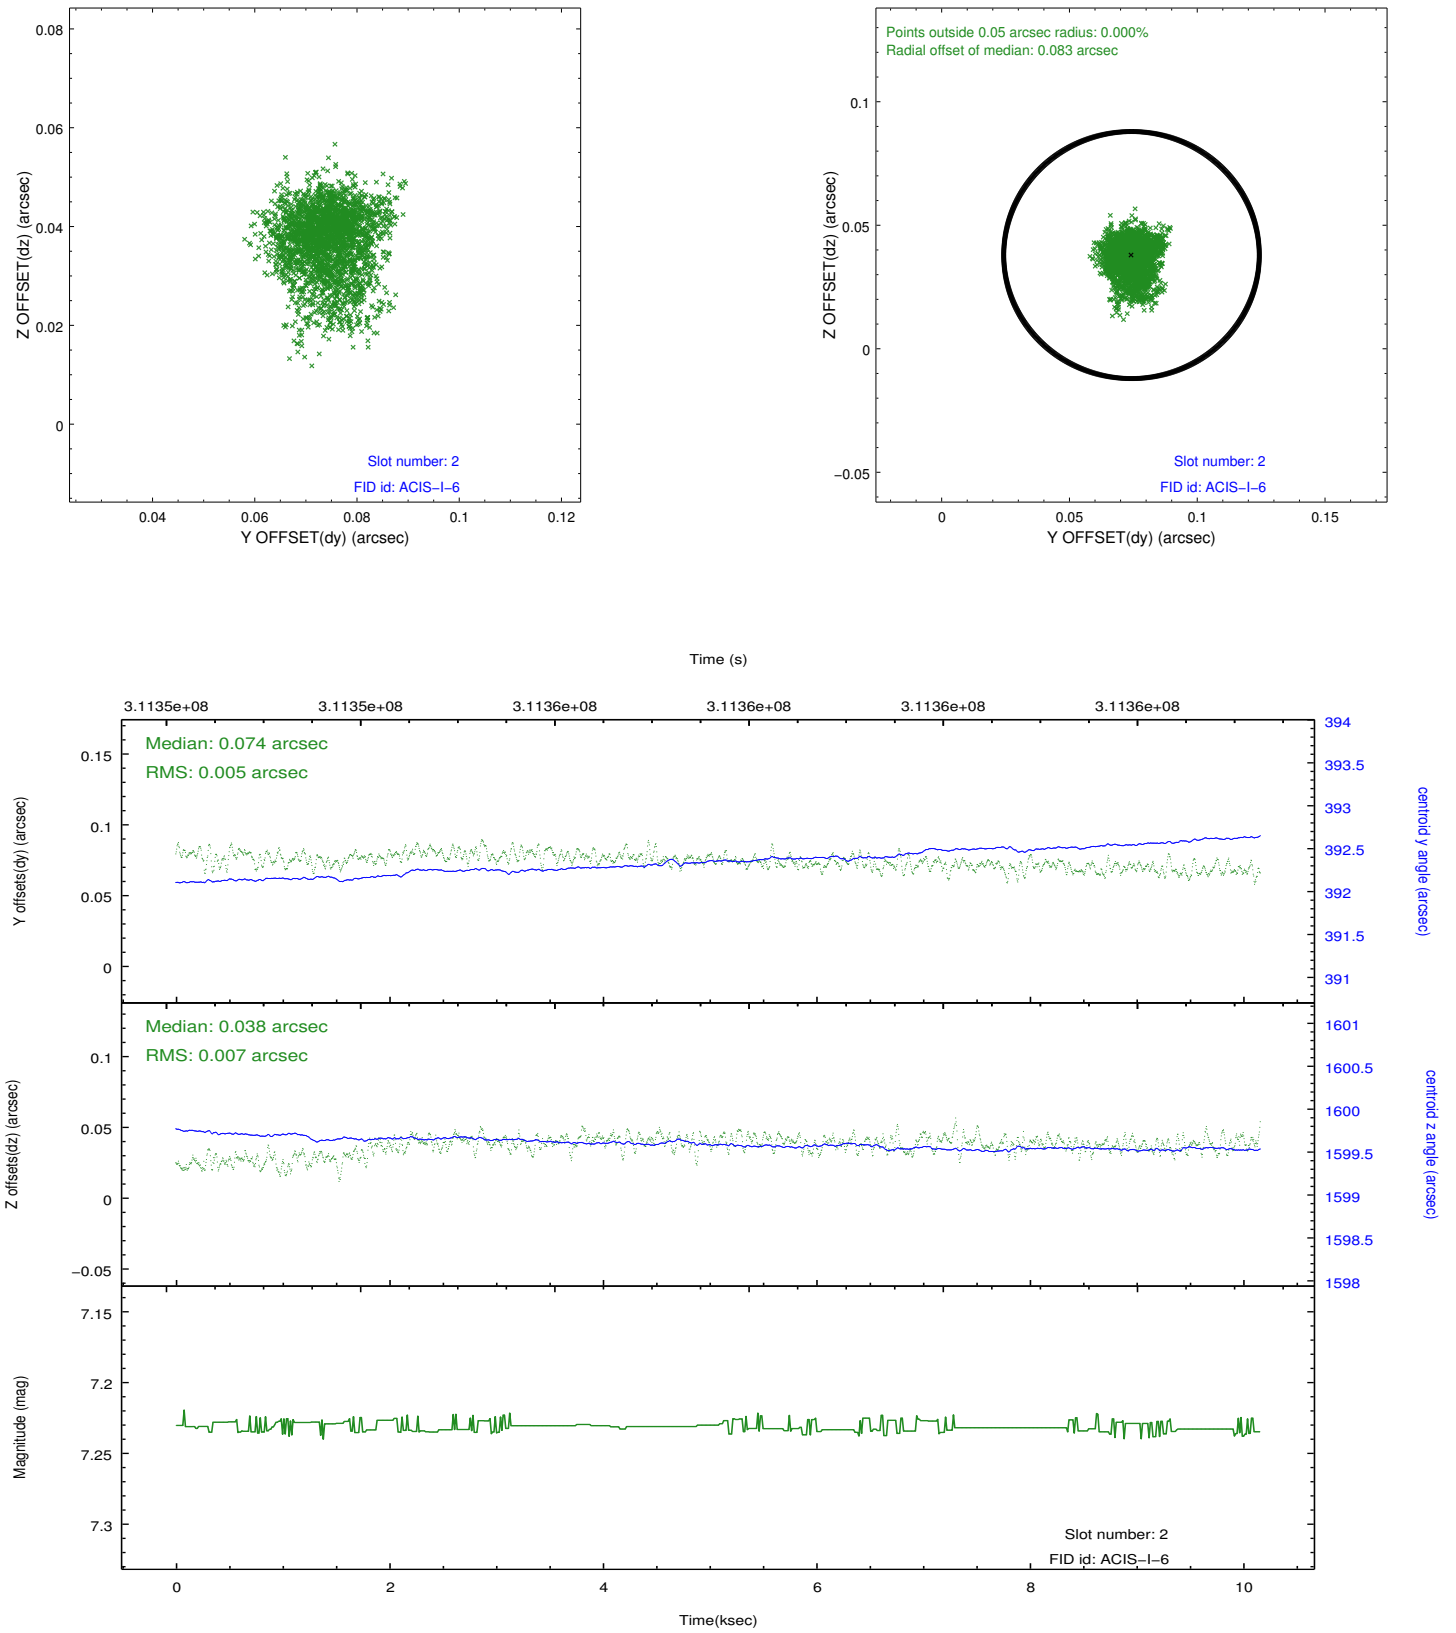 0.08
0.06
0.04
0.02
0
Z OFFSET(dz) (arcsec)
Slot number: 2
FID id: ACIS−I−6
0.04 0.06 0.08 0.1 0.12
Y OFFSET(dy) (arcsec)
Points outside 0.05 arcsec radius: 0.000%
Radial offset of median: 0.083 arcsec
0.1
0.05
0
−0.05
Z OFFSET(dz) (arcsec)
Slot number: 2
FID id: ACIS−I−6
0 0.05 0.1 0.15
Y OFFSET(dy) (arcsec)
Time (s)
3.1135e+08 3.1135e+08 3.1136e+08 3.1136e+08 3.1136e+08 3.1136e+08
Median: 0.074 arcsec
RMS: 0.005 arcsec
0.15
0.1
0.05
0
Y offsets(dy) (arcsec)
394
393.5
393
392.5
392
391.5
391
centroid y angle (arcsec)
Median: 0.038 arcsec
RMS: 0.007 arcsec
0.1
0.05
0
−0.05
Z offsets(dz) (arcsec)
1601
1600.5
1600
1599.5
1599
1598.5
1598
centroid z angle (arcsec)
7.15
7.2
7.25
7.3
Magnitude (mag)
Slot number: 2
FID id: ACIS−I−6
0 2 4 6 8 10
Time(ksec)